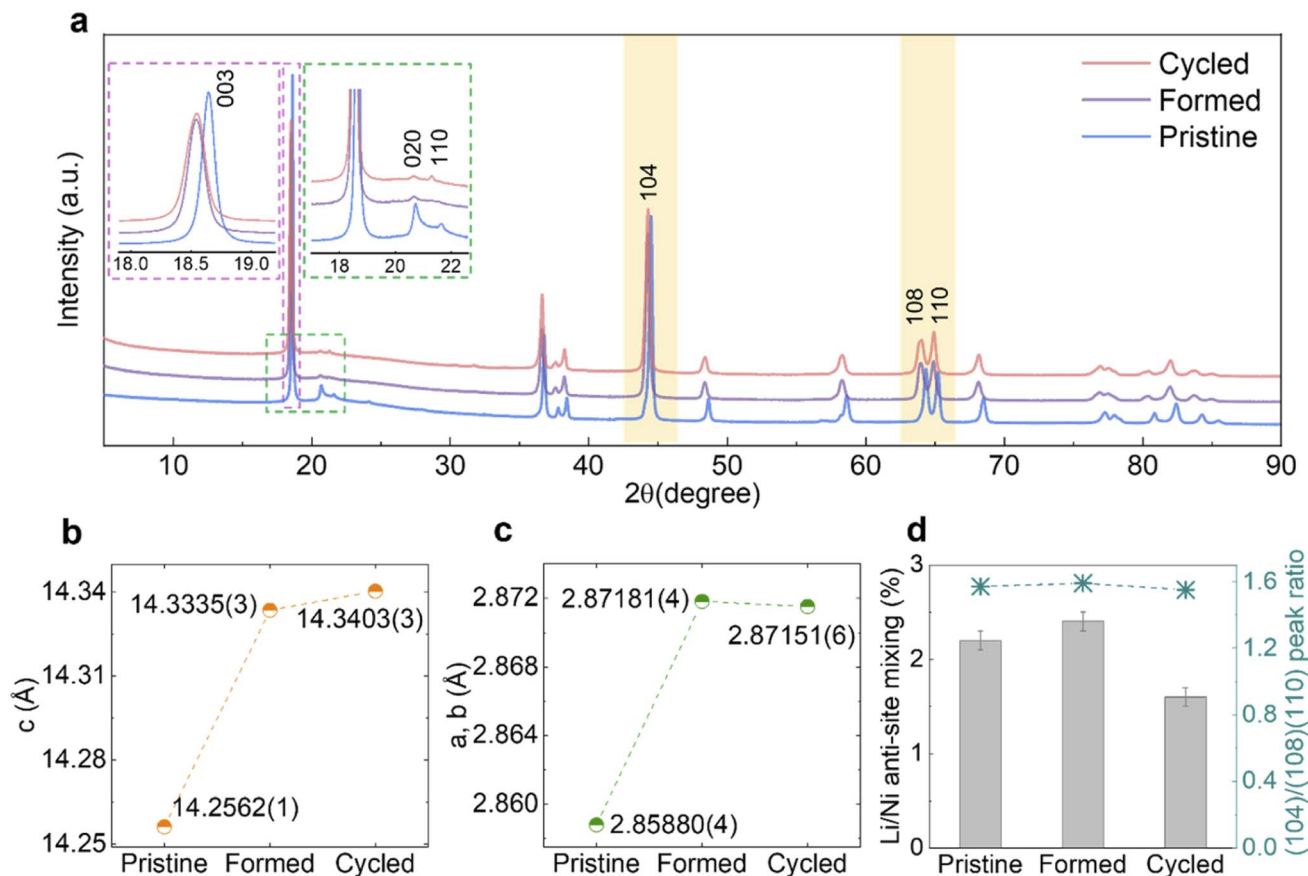 a
Intensity (a.u.)
003
18.0 18.5 19.0
020
110
18 20 22
104
108
110
Cycled
Formed
Pristine
10 20 30 40 50 60 70 80 90
2θ(degree)
b
c (Å)
14.34
14.31
14.28
14.25
14.3335(3)
14.3403(3)
14.2562(1)
Pristine Formed Cycled
c
a, b (Å)
2.872
2.868
2.864
2.860
2.87181(4)
2.87151(6)
2.85880(4)
Pristine Formed Cycled
d
Li/Ni anti-site mixing (%)
3
2
1
0
1.6
1.2
0.8
0.4
0.0
(104)/(108)(110) peak ratio
Pristine Formed Cycled